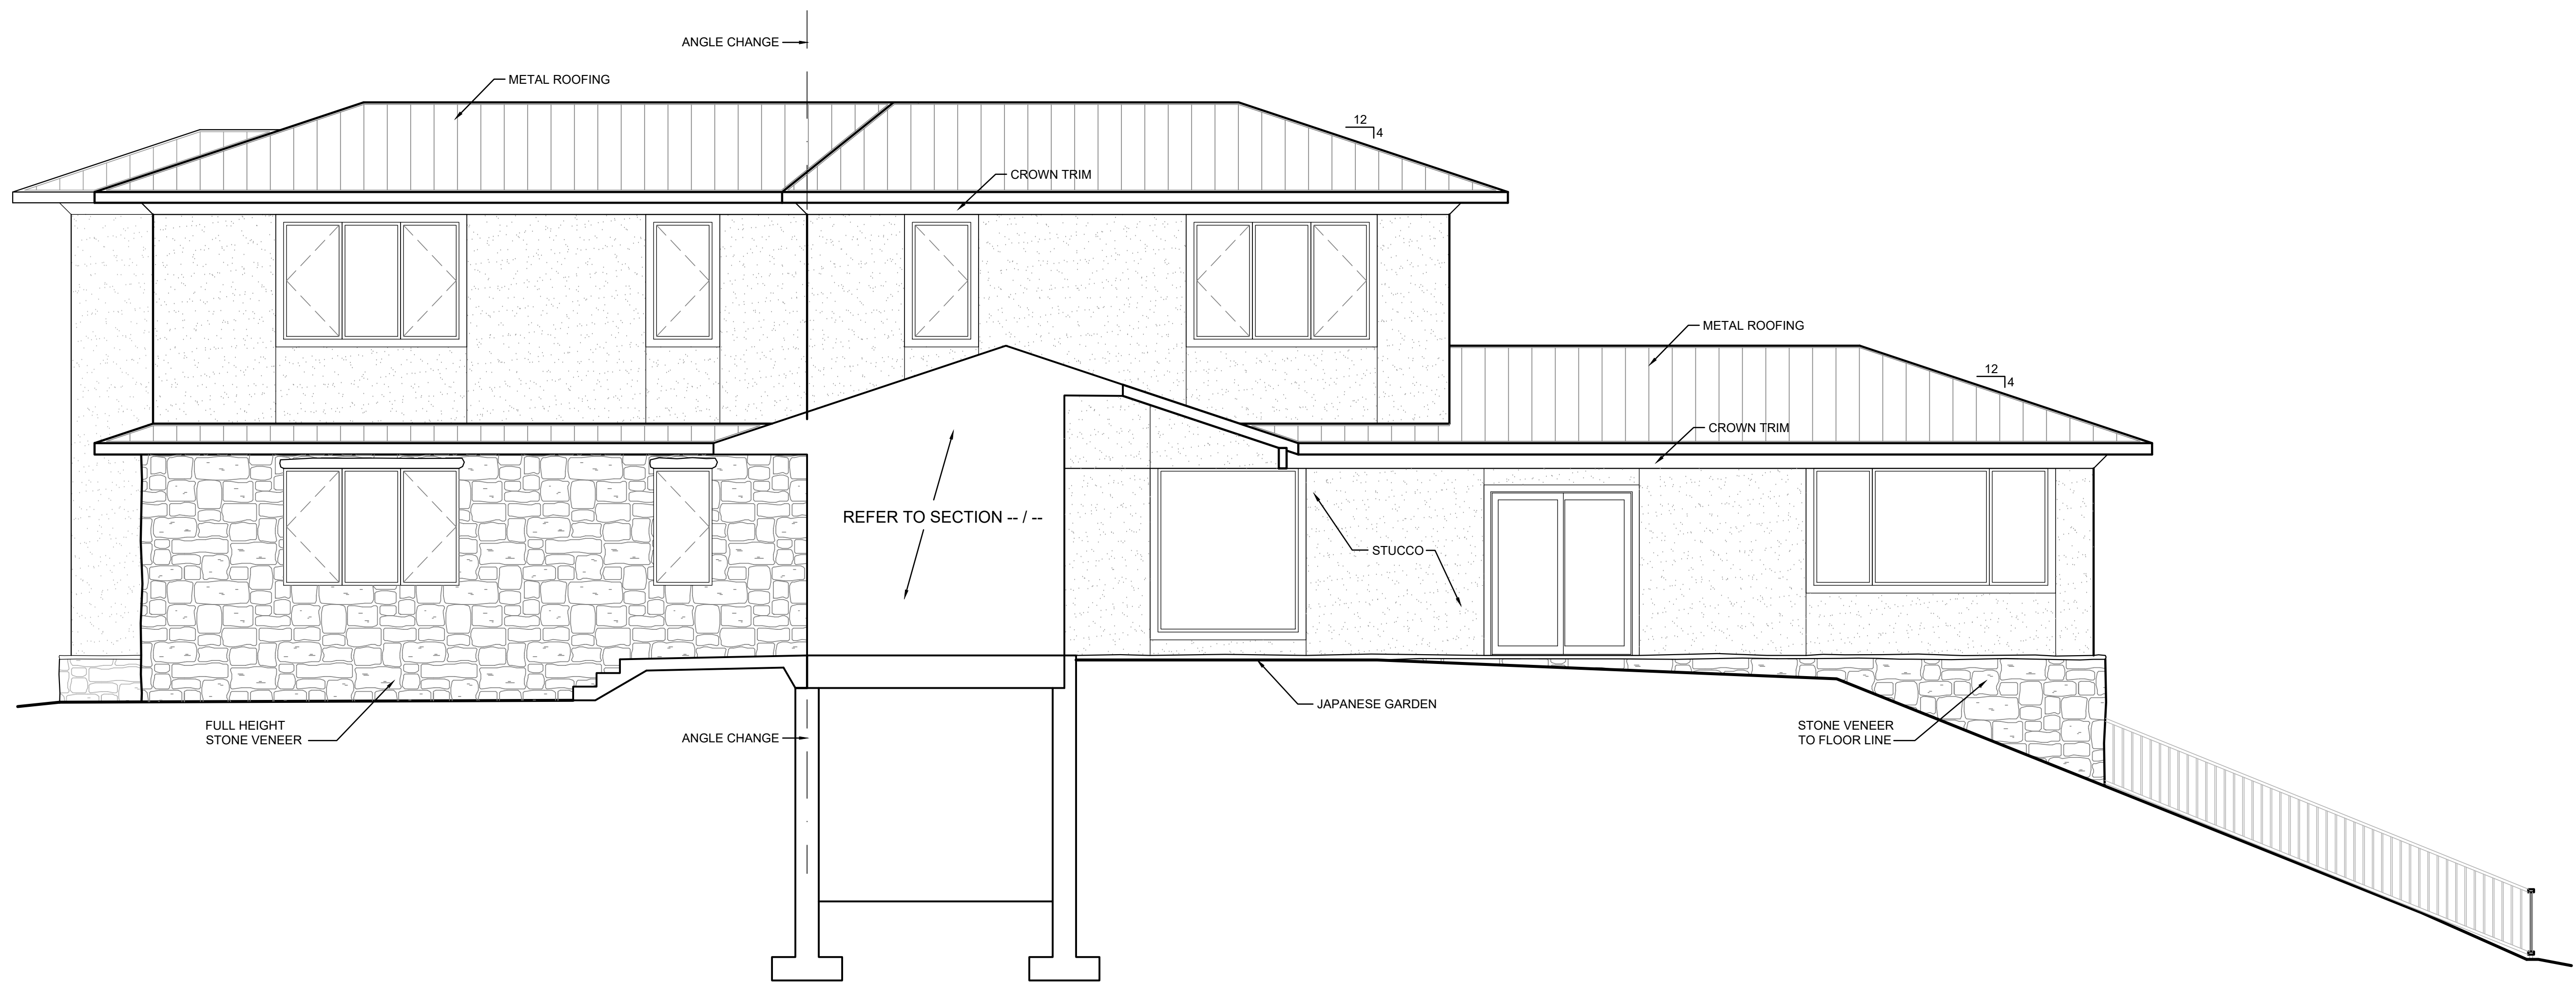 ANGLE CHANGE
METAL ROOFING
12
4
CROWN TRIM
METAL ROOFING
12
4
CROWN TRIM
REFER TO SECTION -- / --
STUCCO
JAPANESE GARDEN
FULL HEIGHT
STONE VENEER
ANGLE CHANGE
STONE VENEER
TO FLOOR LINE